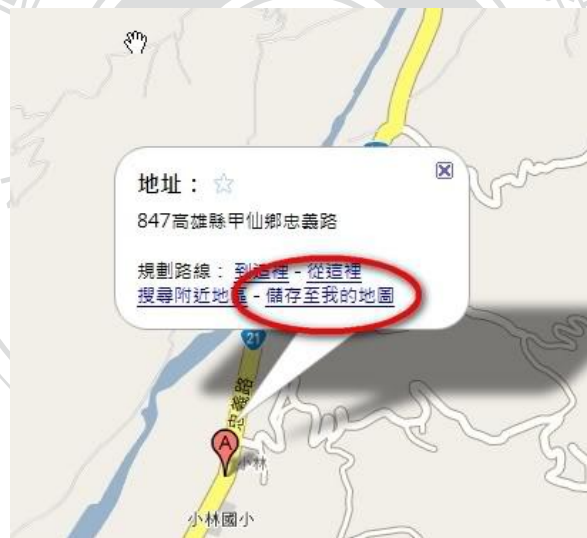 地址：
847高雄縣甲仙鄉忠義路
規劃路線： 到這裡 - 從這裡
搜尋附近地區 - 儲存至我的地圖
21
忠義路
A
小林
小林國小